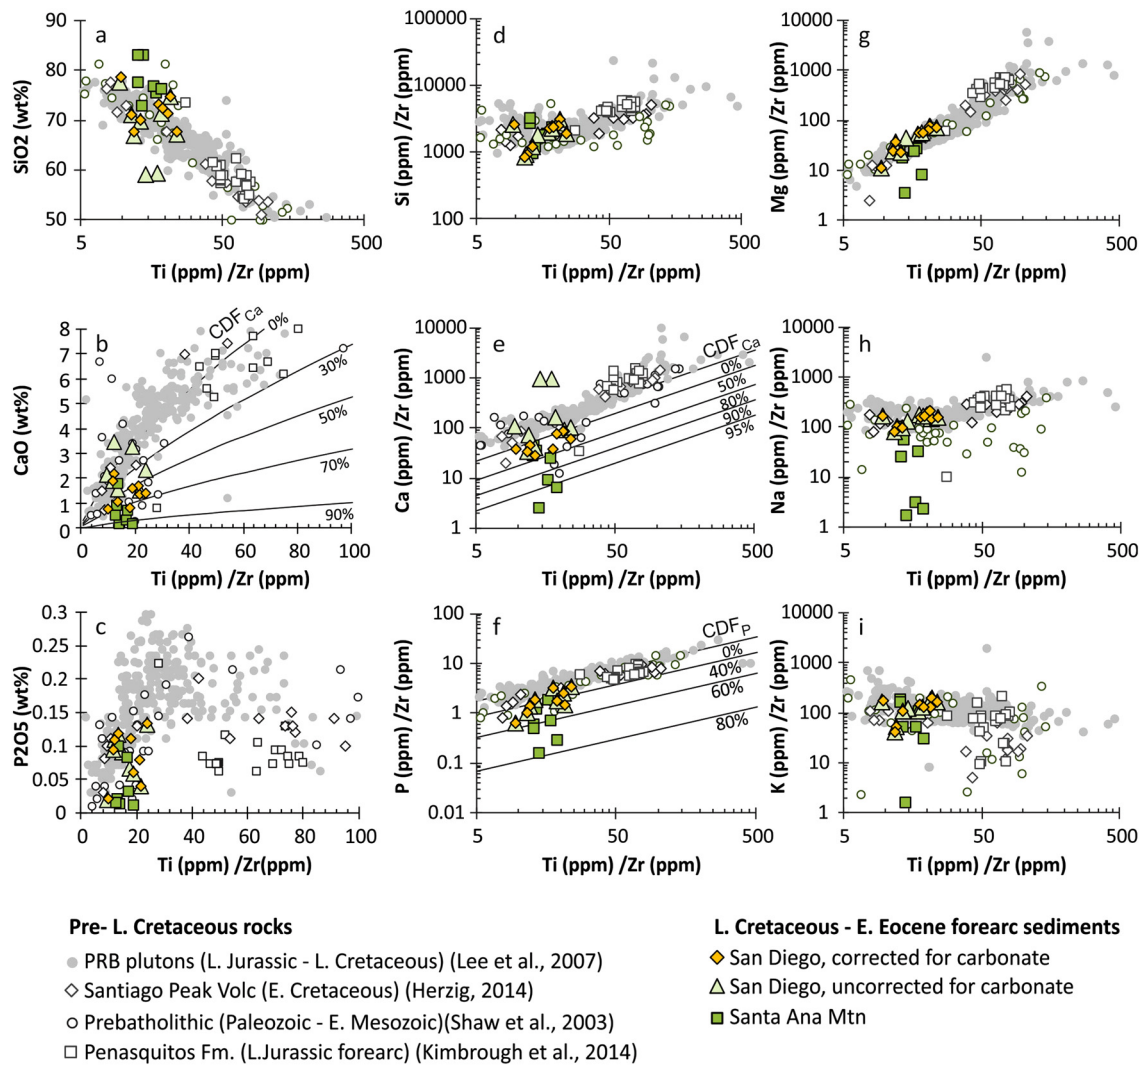 a
SiO2 (wt%)
90
80
70
60
50
5
50
500
Ti (ppm) /Zr (ppm)
d
Si (ppm) /Zr (ppm)
100000
10000
1000
100
5
50
500
Ti (ppm) /Zr (ppm)
g
Mg (ppm) /Zr (ppm)
10000
1000
100
10
1
5
50
500
Ti (ppm) /Zr (ppm)
b
CaO (wt%)
8
7
6
5
4
3
2
1
0
CDFCa
0%
30%
50%
70%
90%
0
20
40
60
80
100
Ti (ppm) /Zr (ppm)
e
Ca (ppm) /Zr (ppm)
10000
1000
100
10
1
CDFCa
0%
50%
80%
90%
95%
5
50
500
Ti (ppm) /Zr (ppm)
h
Na (ppm) /Zr (ppm)
10000
1000
100
10
1
5
50
500
Ti (ppm) /Zr (ppm)
c
P2O5 (wt%)
0.3
0.25
0.2
0.15
0.1
0.05
0
0
20
40
60
80
100
Ti (ppm) /Zr(ppm)
f
P (ppm) /Zr (ppm)
100
10
1
0.1
0.01
CDFP
0%
40%
60%
80%
5
50
500
Ti (ppm) /Zr (ppm)
i
K (ppm) /Zr (ppm)
10000
1000
100
10
1
5
50
500
Ti (ppm) /Zr (ppm)
Pre- L. Cretaceous rocks
PRB plutons (L. Jurassic - L. Cretaceous) (Lee et al., 2007)
Santiago Peak Volc (E. Cretaceous) (Herzig, 2014)
Prebatholithic (Paleozoic - E. Mesozoic)(Shaw et al., 2003)
Penasquitos Fm. (L.Jurassic forearc) (Kimbrough et al., 2014)
L. Cretaceous - E. Eocene forearc sediments
San Diego, corrected for carbonate
San Diego, uncorrected for carbonate
Santa Ana Mtn